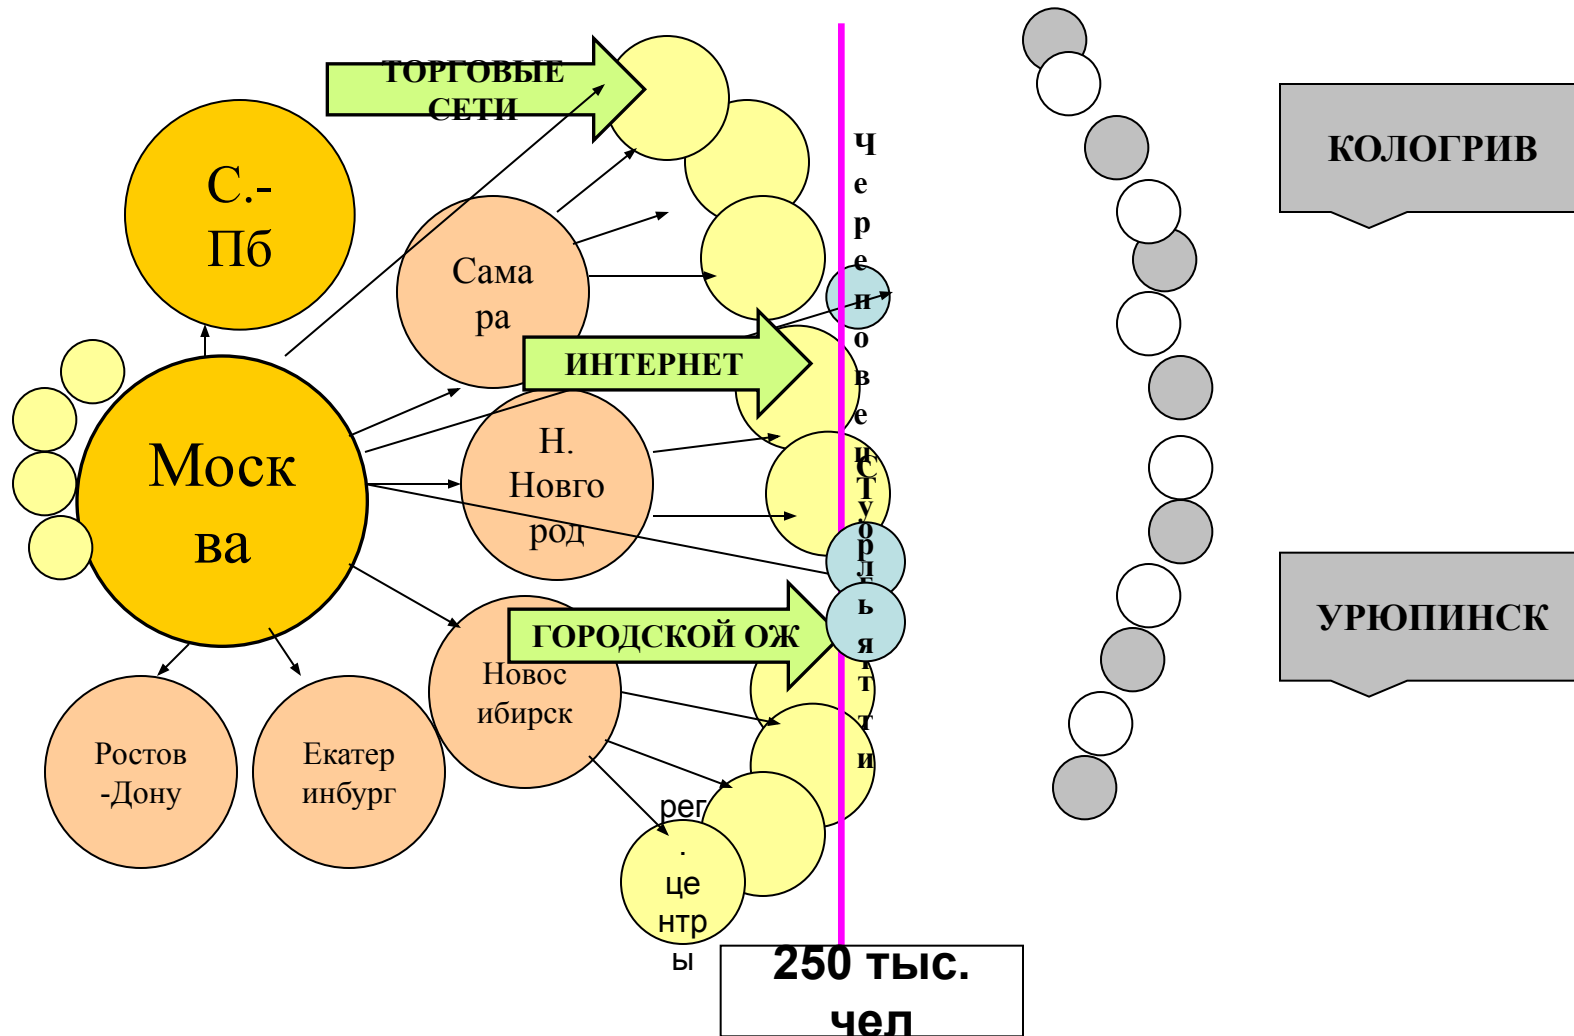 ТОРГОВЫЕ
СЕТИ
С.-
Пб
КОЛОГРИВ
Сама
ра
ИНТЕРНЕТ
Моск
ва
Н.
Новго
род
Череповец
ГОРОДСКОЙ ОЖ
УРЮПИНСК
Новос
ибирск
Ростов
-Дону
Екатер
инбург
рег
.
це
нтр
ы
250 тыс.
чел